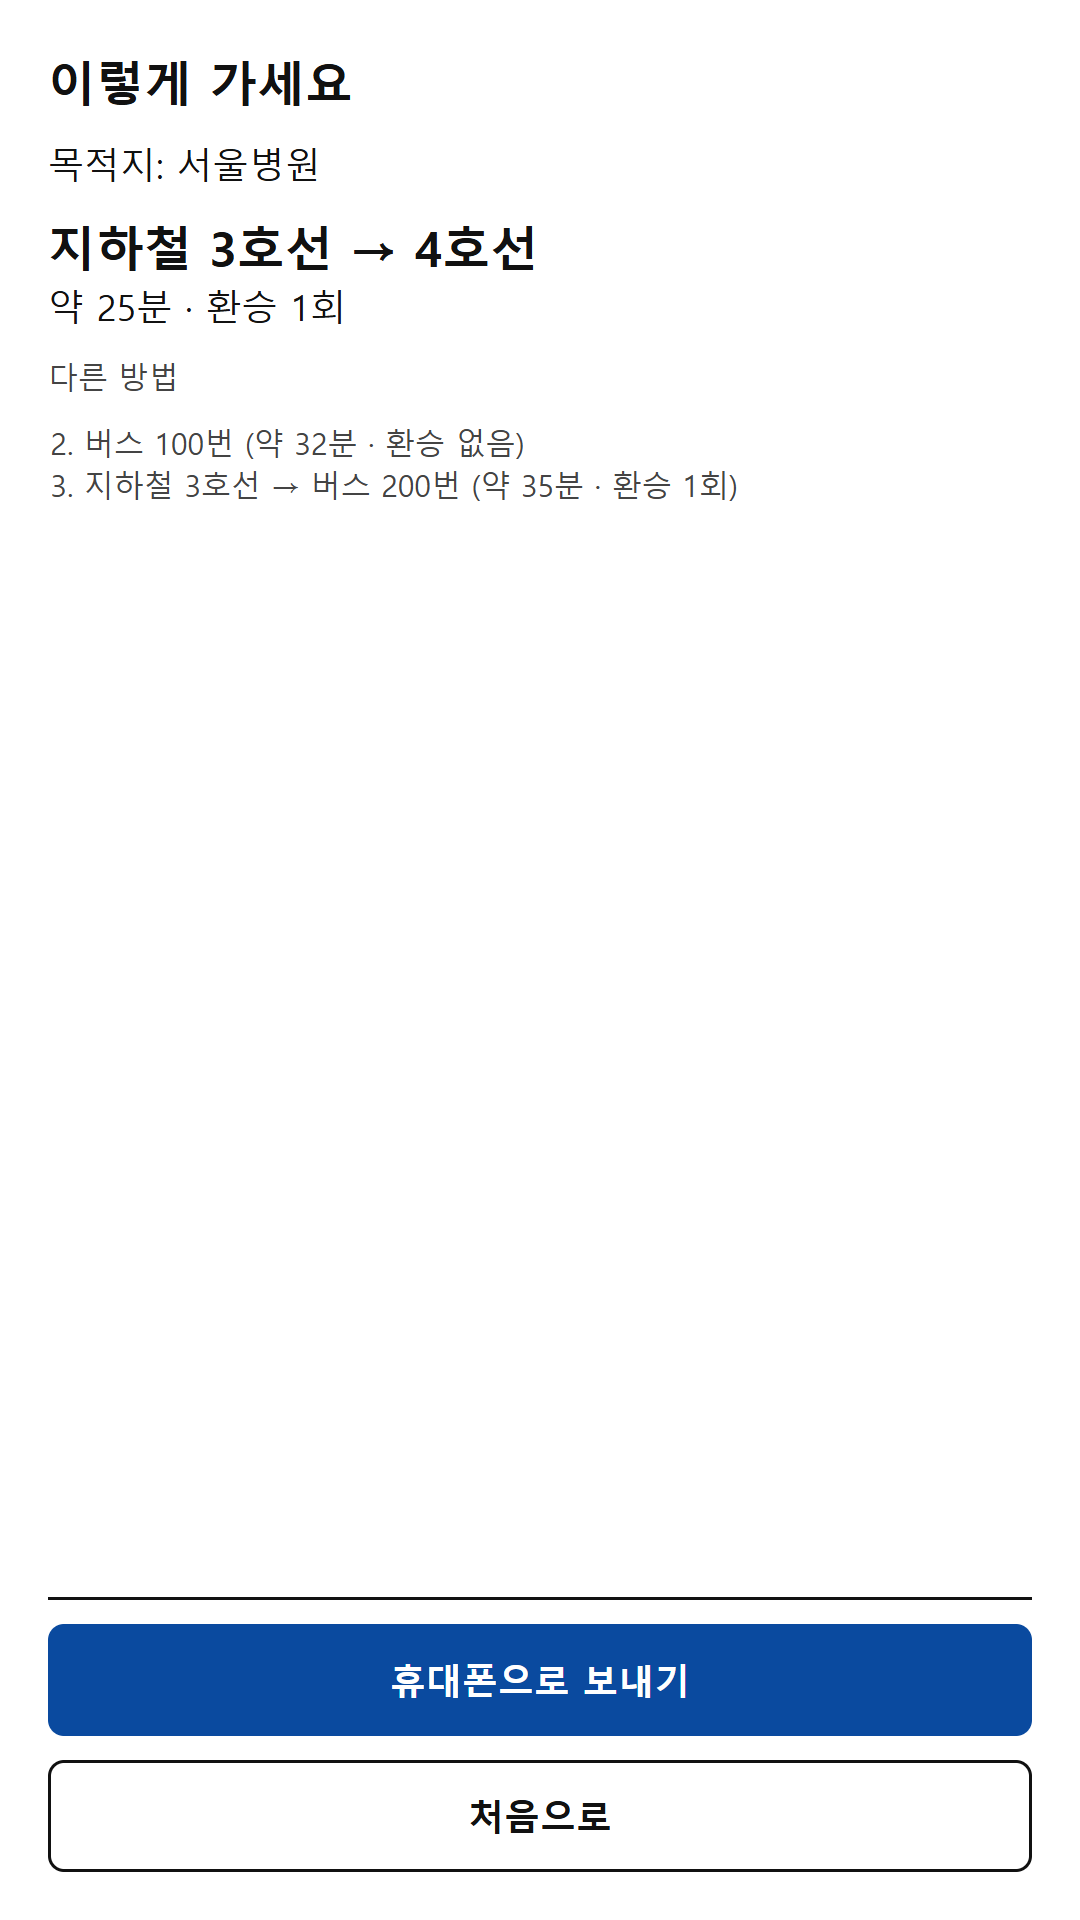 이렇게 가세요
목적지: 서울병원
지하철 3호선 → 4호선
약 25분 · 환승 1회
다른 방법
2. 버스 100번 (약 32분 · 환승 없음)
3. 지하철 3호선 → 버스 200번 (약 35분 · 환승 1회)
휴대폰으로 보내기
처음으로